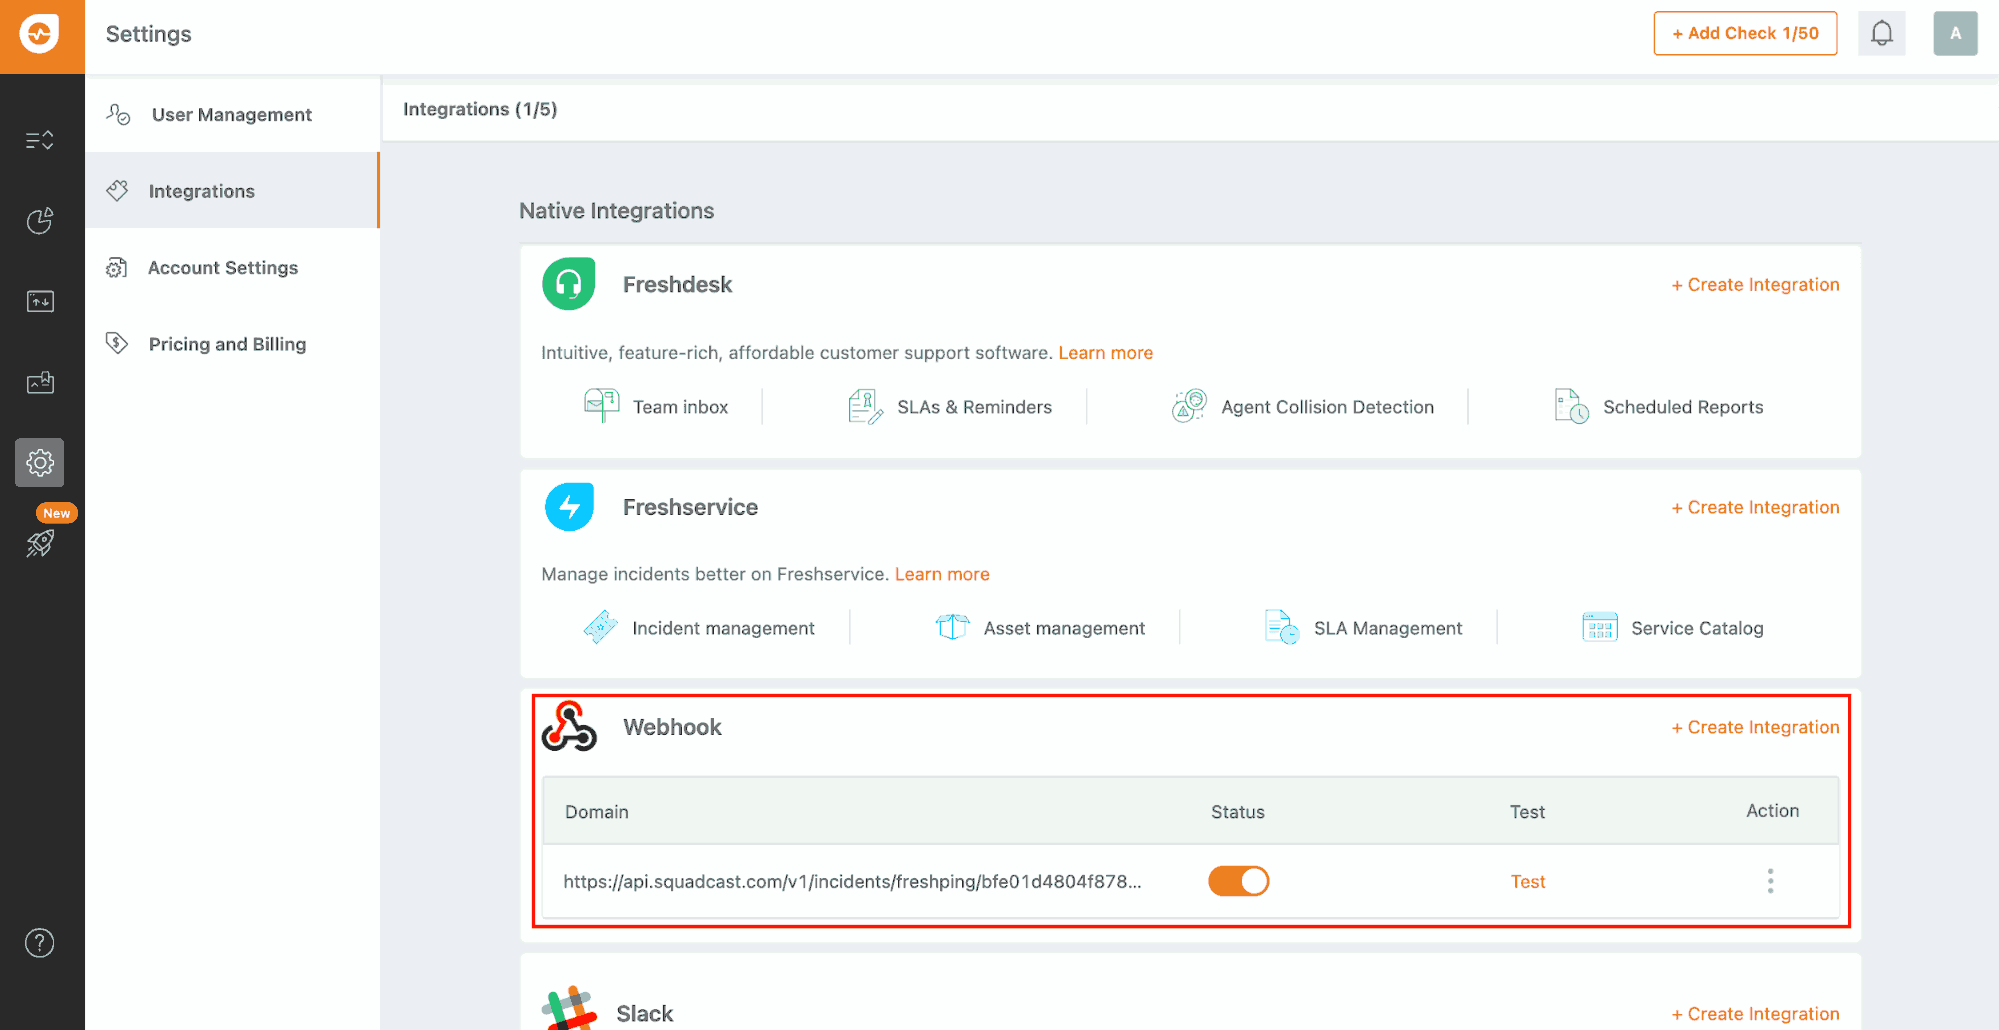 Settings
+ Add Check 1/50
A
User Management
Integrations
Account Settings
Pricing and Billing
New
Integrations (1/5)
Native Integrations
Freshdesk
+ Create Integration
Intuitive, feature-rich, affordable customer support software. Learn more
Team inbox
SLAs & Reminders
Agent Collision Detection
Scheduled Reports
Freshservice
+ Create Integration
Manage incidents better on Freshservice. Learn more
Incident management
Asset management
SLA Management
Service Catalog
Webhook
+ Create Integration
Domain
Status
Test
Action
https://api.squadcast.com/v1/incidents/freshping/bfe01d4804f878...
Test
Slack
+ Create Integration